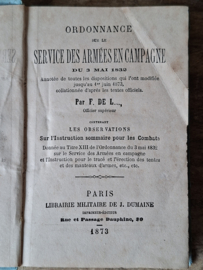 ORDONNANCE
SUR LE
SERVICE DES ARMÉES EN CAMPAGNE
DU 3 MAI 1832
Annotée de toutes les dispositions qui l'ont modifiée
jusqu'au 1er juin 1873,
collationnée d'après les textes officiels.
Par F. DE L...,
Officier supérieur
CONTENANT
LES OBSERVATIONS
Sur l'Instruction sommaire pour les Combats
Donnée au Titre XIII de l'Ordonnance du 3 mai 1832
sur le Service des Armées en campagne
et l'Instruction pour le tracé et l'érection des tentes
et des manteaux d'armes, etc., etc.
PARIS
LIBRAIRIE MILITAIRE DE J. DUMAINE
Rue et Passage Dauphine, 30
1873